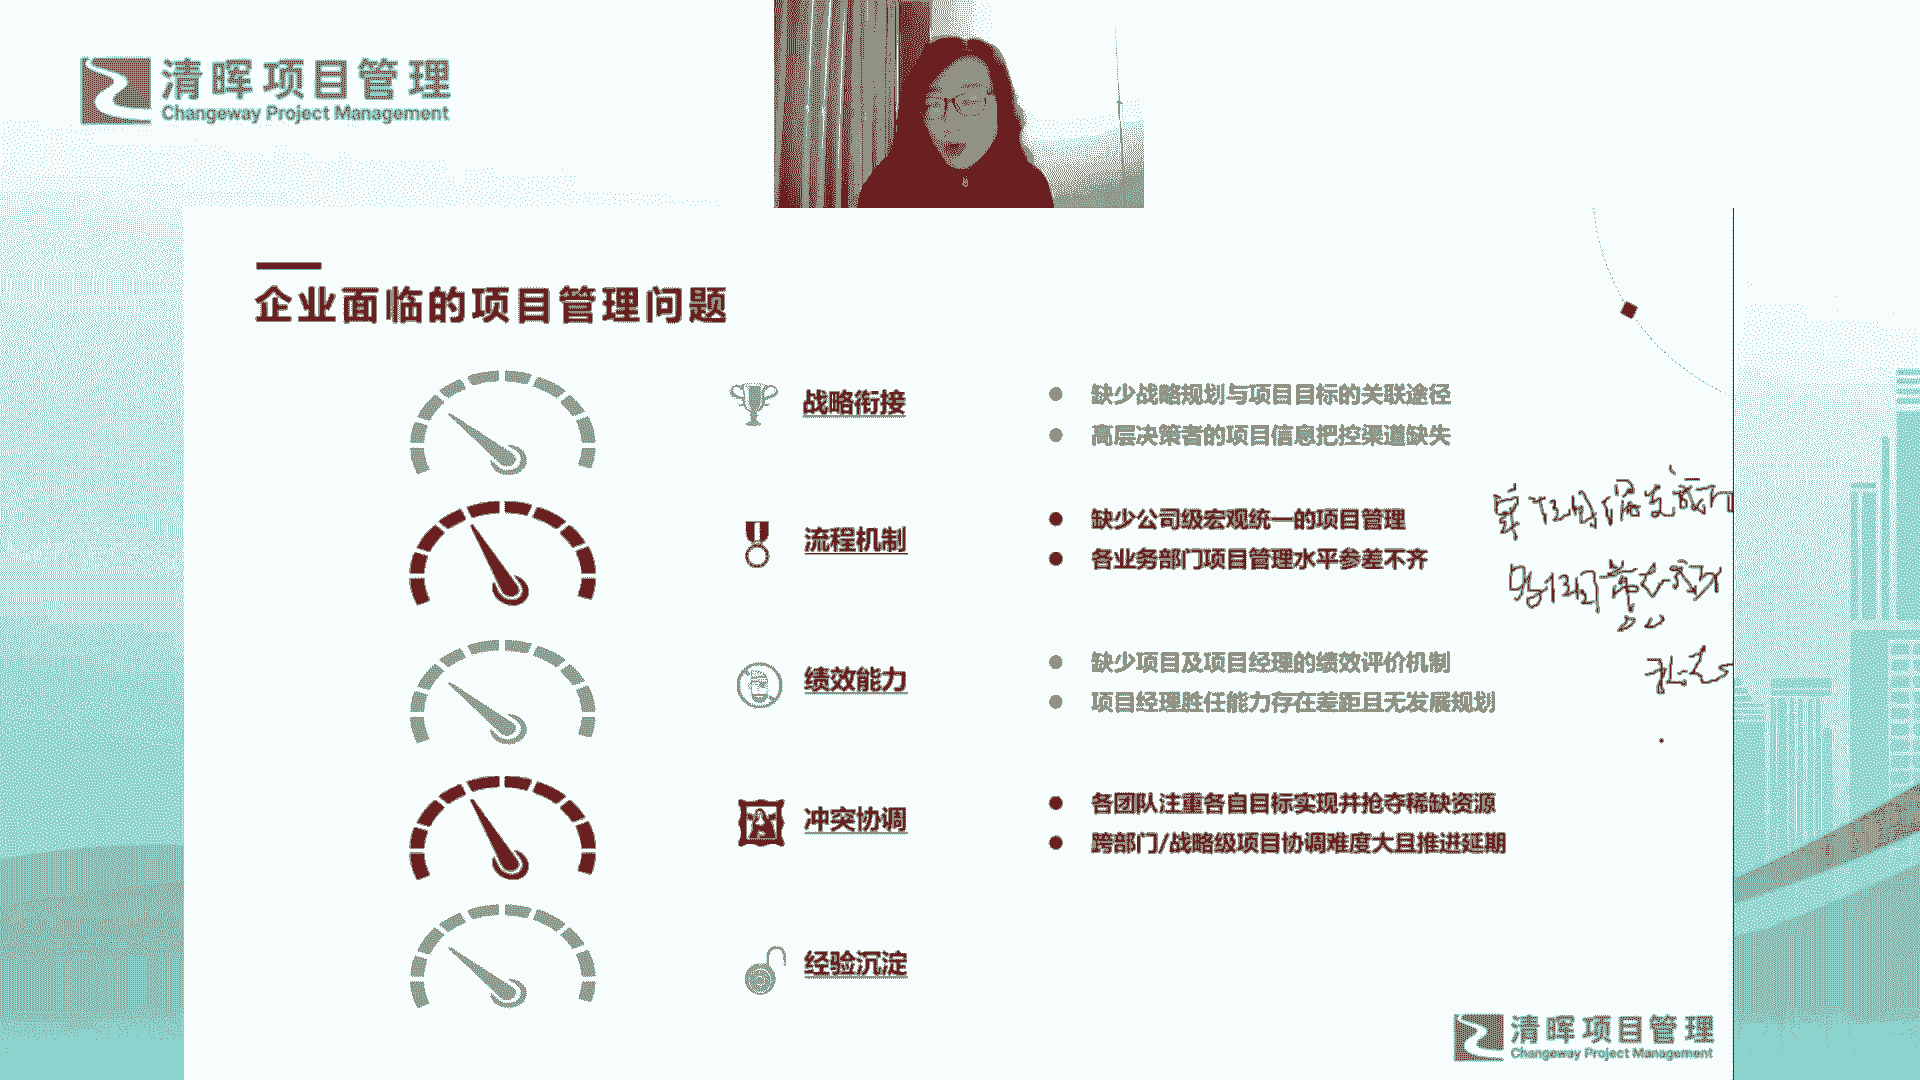 清晖项目管理
Changeway Project Management
企业面临的项目管理问题
战略衔接
缺少战略规划与项目目标的关联途径
高层决策者的项目信息把控渠道缺失
流程机制
缺少公司级宏观统一的项目管理
各业务部门项目管理水平参差不齐
绩效能力
缺少项目及项目经理的绩效评价机制
项目经理胜任能力存在差距且无发展规划
冲突协调
各团队注重各自目标实现并抢夺稀缺资源
跨部门/战略级项目协调难度大且推进延期
经验沉淀
清晖项目管理
Changeway Project Management